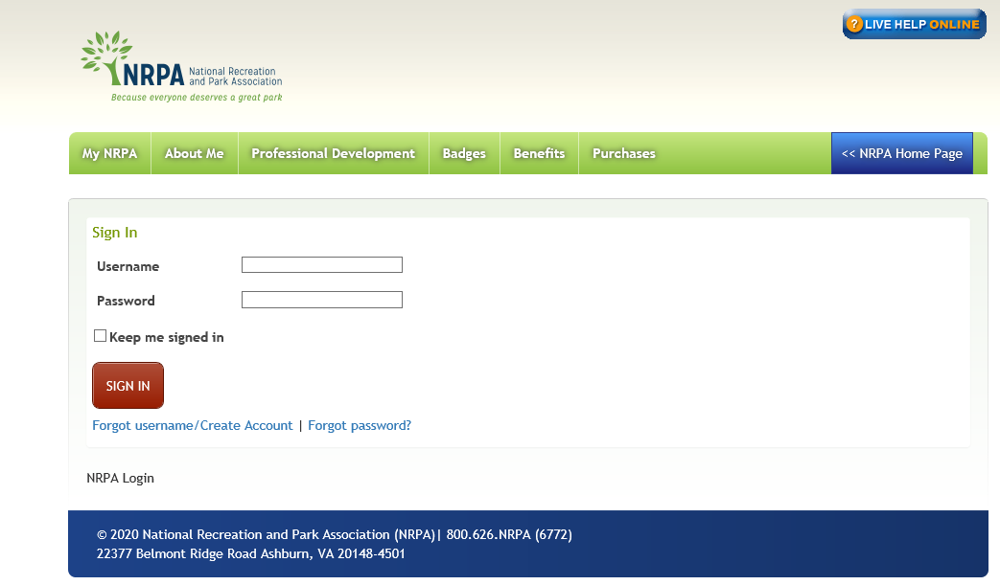 ? LIVE HELP ONLINE
NRPA National Recreation
and Park Association
Because everyone deserves a great park
My NRPA About Me Professional Development Badges Benefits Purchases << NRPA Home Page
Sign In
Username
Password
Keep me signed in
SIGN IN
Forgot username/Create Account | Forgot password?
NRPA Login
© 2020 National Recreation and Park Association (NRPA)| 800.626.NRPA (6772)
22377 Belmont Ridge Road Ashburn, VA 20148-4501